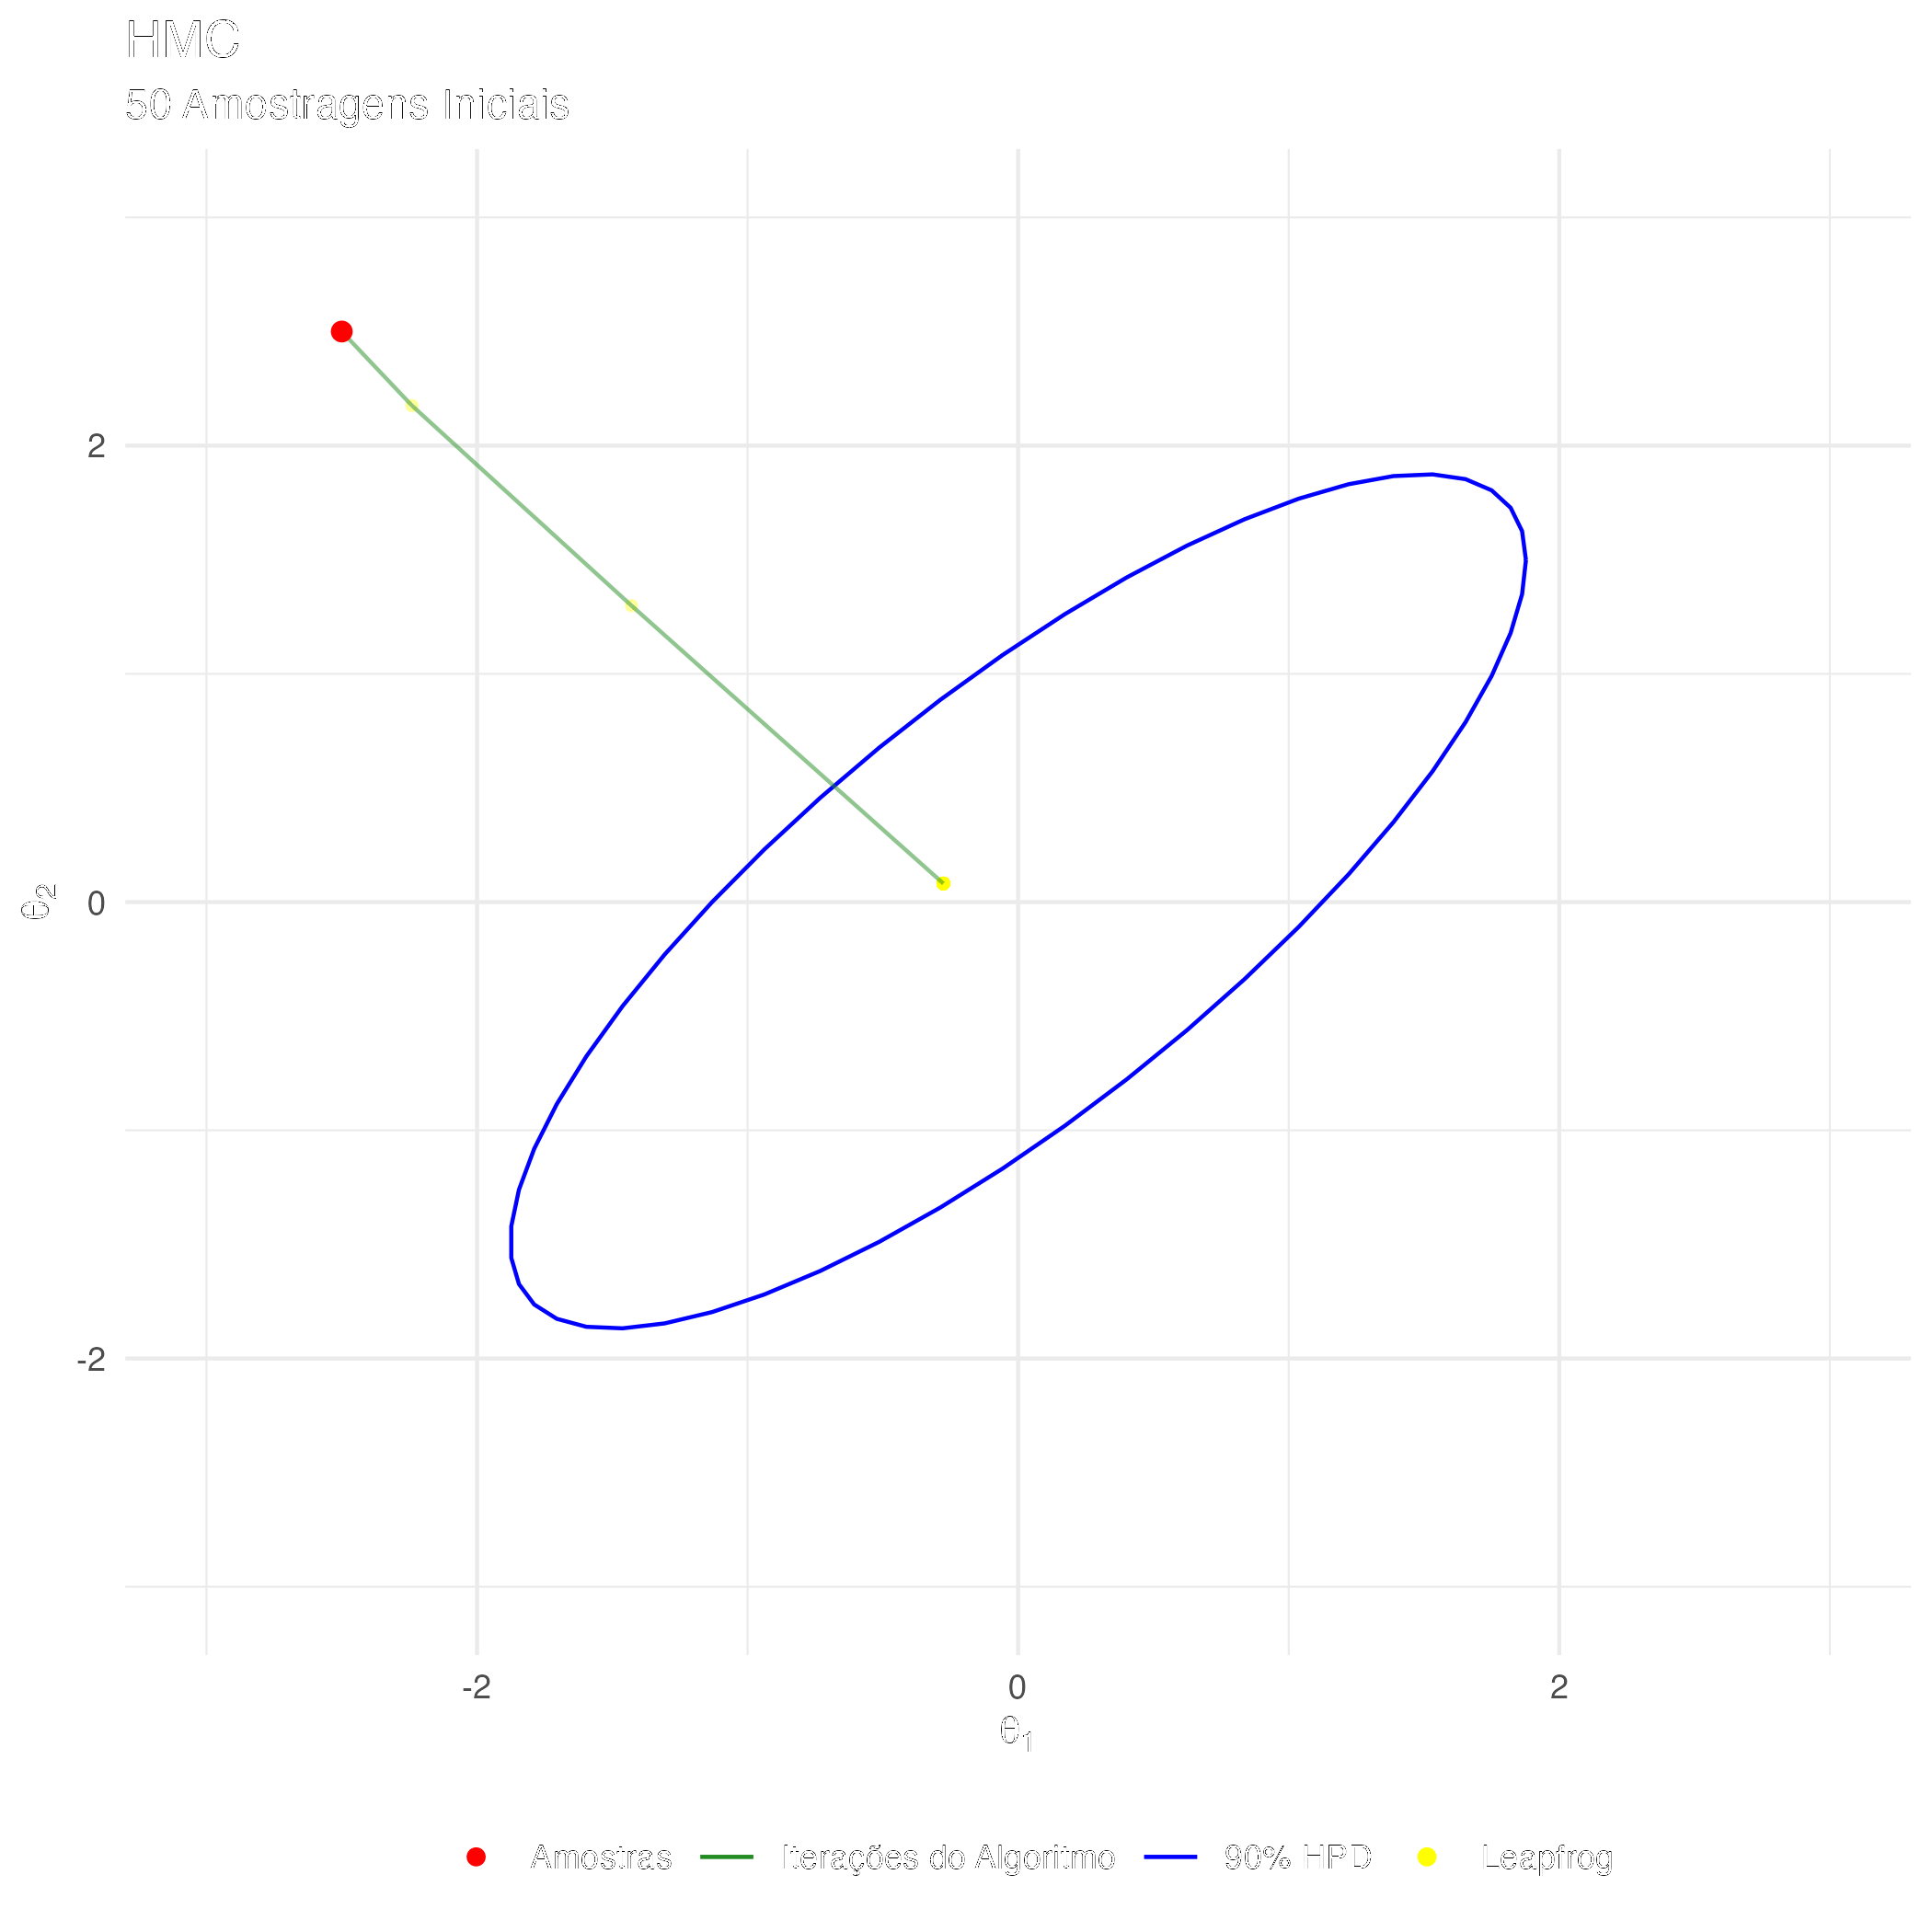 HMC
50 Amostragens Iniciais
2
0
-2
θ2
-2
0
2
θ1
Amostras
Iterações do Algoritmo
90% HPD
Leapfrog